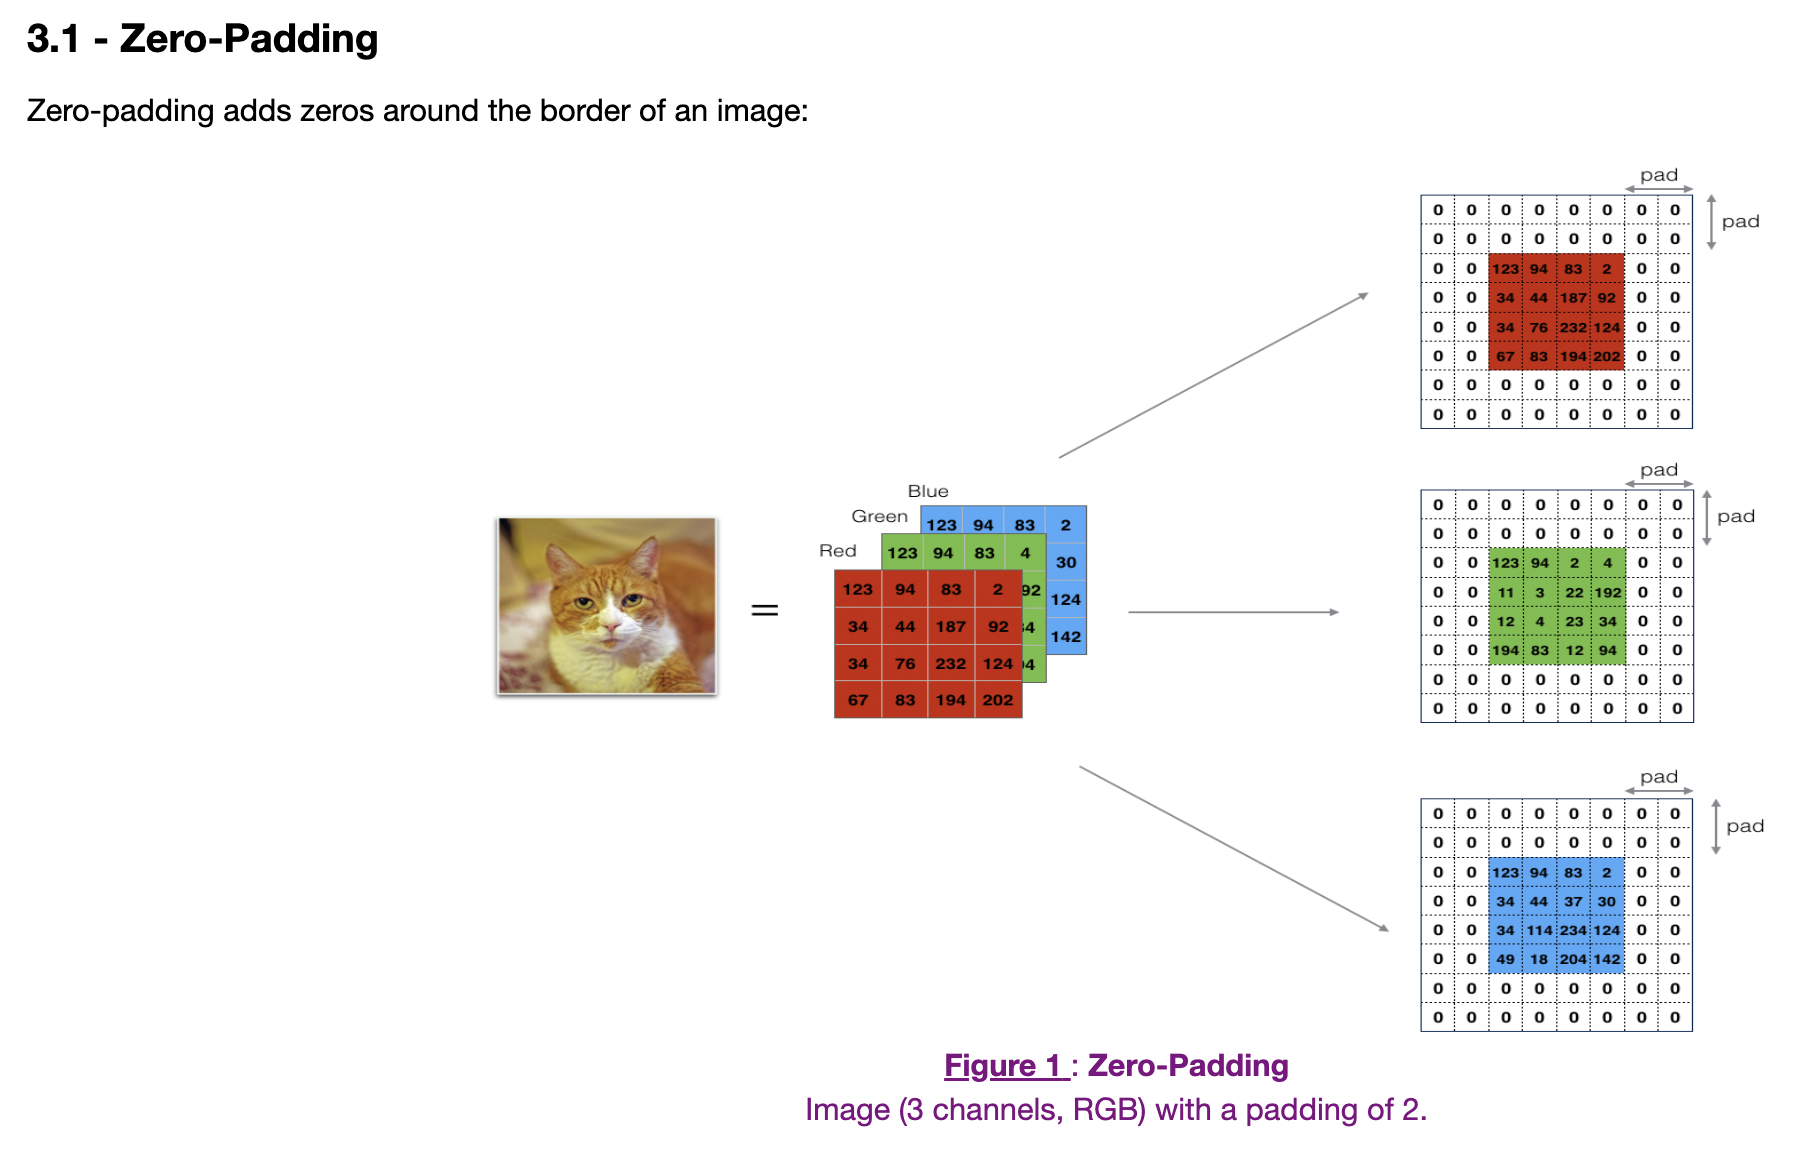 3.1 - Zero-Padding
Zero-padding adds zeros around the border of an image:
pad
0 0 0 0 0 0 0 0
pad
0 0 0 0 0 0 0 0
0 0 123 94 83 2 0 0
0 0 34 44 187 92 0 0
0 0 34 76 232 124 0 0
0 0 67 83 194 202 0 0
0 0 0 0 0 0 0 0
0 0 0 0 0 0 0 0
Blue
123 94 83 2
30
124
142
Green
123 94 83 4
92
Red
123 94 83 2
34 44 187 92
34 76 232 124
67 83 194 202
=
pad
0 0 0 0 0 0 0 0
pad
0 0 0 0 0 0 0 0
0 0 123 94 2 4 0 0
0 0 11 3 22 192 0 0
0 0 12 4 23 34 0 0
0 0 194 83 12 94 0 0
0 0 0 0 0 0 0 0
0 0 0 0 0 0 0 0
pad
0 0 0 0 0 0 0 0
pad
0 0 0 0 0 0 0 0
0 0 123 94 83 2 0 0
0 0 34 44 37 30 0 0
0 0 34 114 234 124 0 0
0 0 49 18 204 142 0 0
0 0 0 0 0 0 0 0
0 0 0 0 0 0 0 0
Figure 1 : Zero-Padding
Image (3 channels, RGB) with a padding of 2.